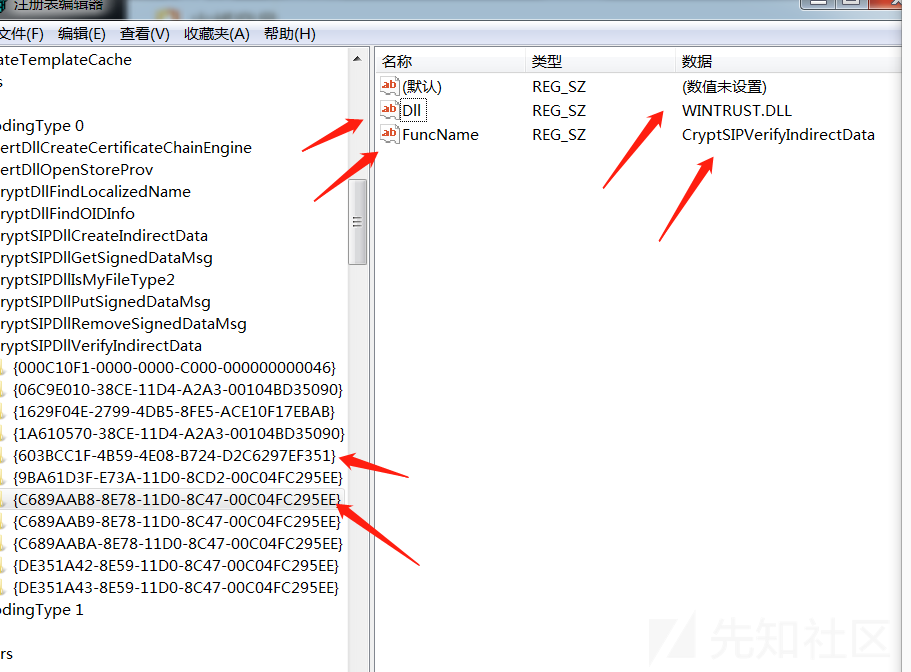 注册表编辑器
文件(F) 编辑(E) 查看(V) 收藏夹(A) 帮助(H)
ateTemplateCache
s
odingType 0
ertDllCreateCertificateChainEngine
ertDllOpenStoreProv
ryptDllFindLocalizedName
ryptDllFindOIDInfo
ryptSIPDllCreateIndirectData
ryptSIPDllGetSignedDataMsg
ryptSIPDllIsMyFileType2
ryptSIPDllPutSignedDataMsg
ryptSIPDllRemoveSignedDataMsg
ryptSIPDllVerifyIndirectData
{000C10F1-0000-0000-C000-000000000046}
{06C9E010-38CE-11D4-A2A3-00104BD35090}
{1629F04E-2799-4DB5-8FE5-ACE10F17EBAB}
{1A610570-38CE-11D4-A2A3-00104BD35090}
{603BCC1F-4B59-4E08-B724-D2C6297EF351}
{9BA61D3F-E73A-11D0-8CD2-00C04FC295EE}
{C689AAB8-8E78-11D0-8C47-00C04FC295EE}
{C689AAB9-8E78-11D0-8C47-00C04FC295EE}
{C689AABA-8E78-11D0-8C47-00C04FC295EE}
{DE351A42-8E59-11D0-8C47-00C04FC295EE}
{DE351A43-8E59-11D0-8C47-00C04FC295EE}
odingType 1
rs
名称 类型 数据
(默认) REG_SZ (数值未设置)
Dll REG_SZ WINTRUST.DLL
FuncName REG_SZ CryptSIPVerifyIndirectData
先知社区